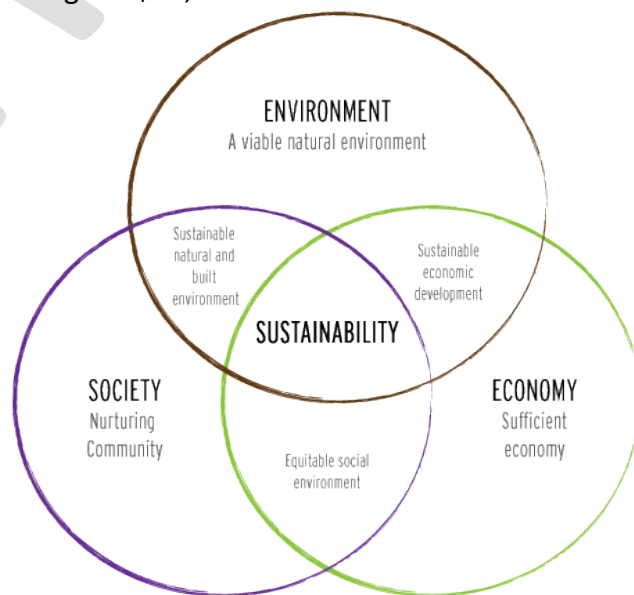 ENVIRONMENT
A viable natural environment
Sustainable
natural and
built
environment
Sustainable
economic
development
SUSTAINABILITY
SOCIETY
Nurturing
Community
ECONOMY
Sufficient
economy
Equitable social
environment